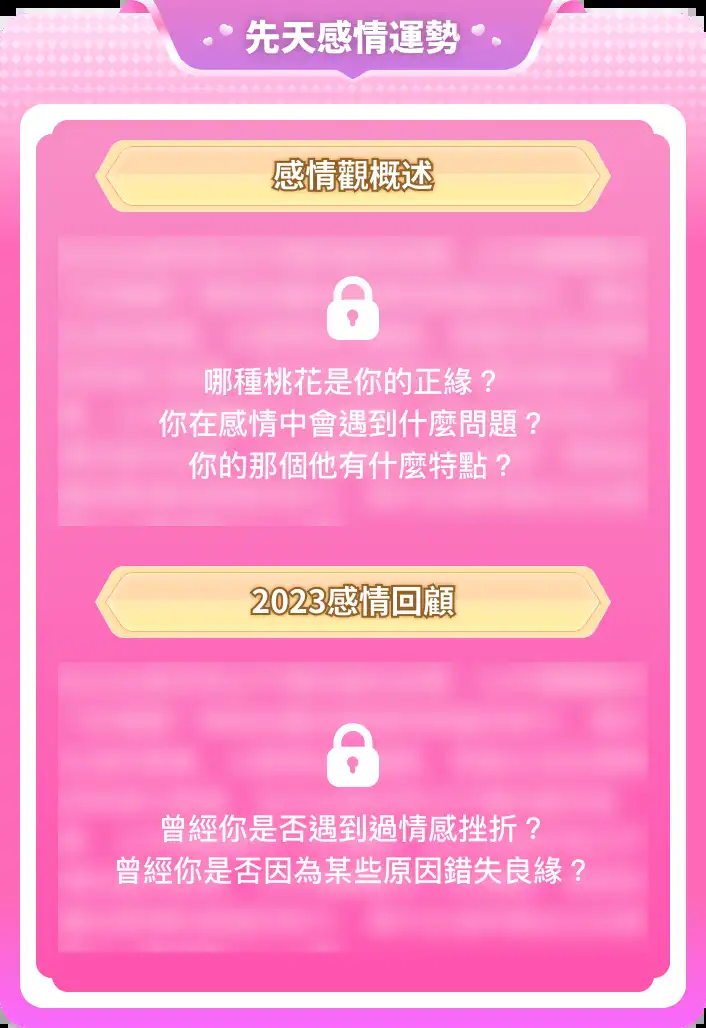 先天感情運勢
感情觀概述
哪種桃花是你的正緣？
你在感情中會遇到什麼問題？
你的那個他有什麼特點？
2023感情回顧
曾經你是否遇到過情感挫折？
曾經你是否因為某些原因錯失良緣？